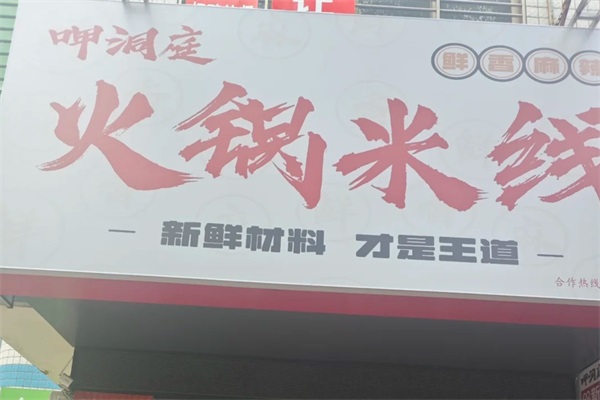 让
呷洞庭
鲜香麻辣
火锅米线
新鲜材料 才是王道
合作热线